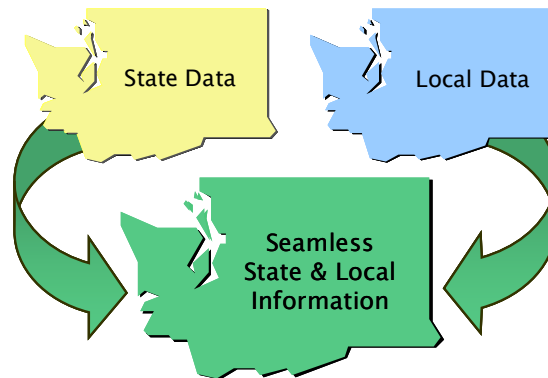 State Data
Local Data
Seamless
State & Local
Information